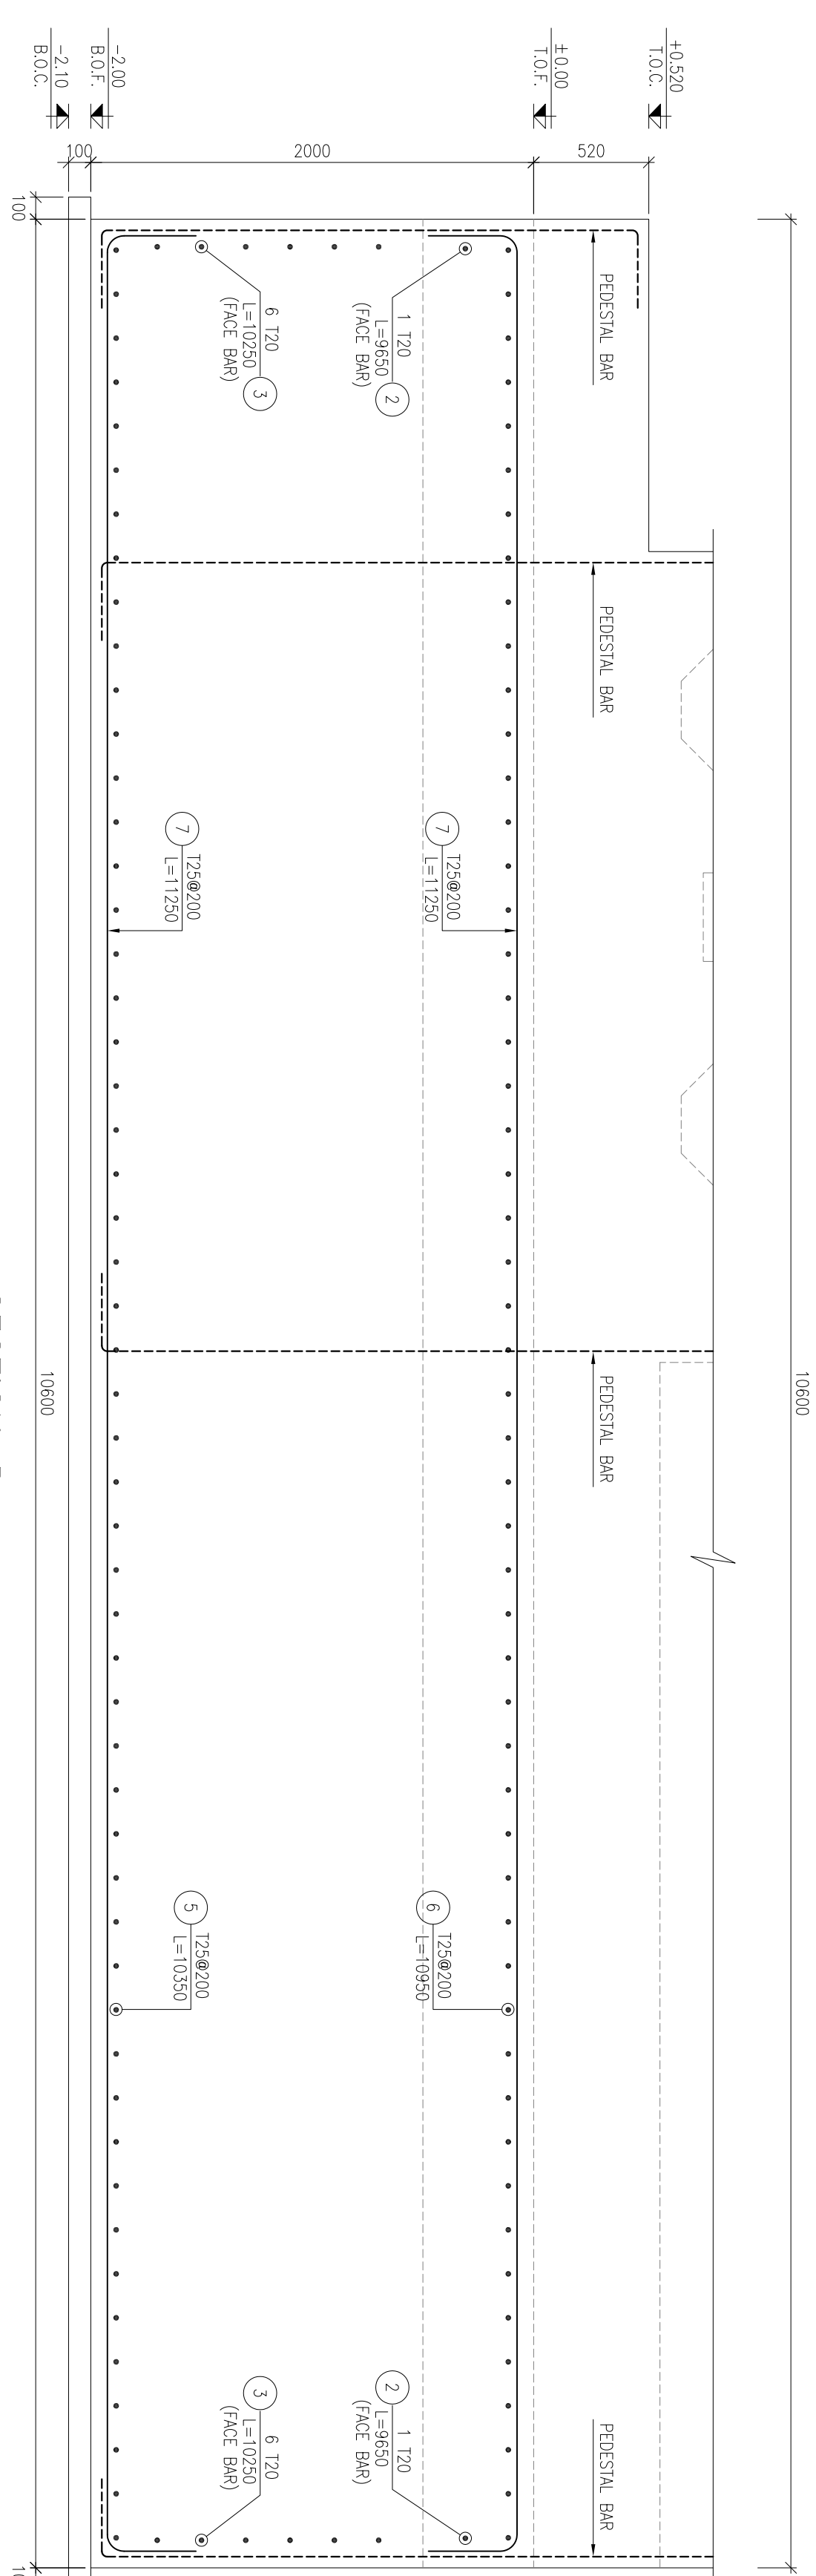 10600
+0.520
T.O.C.
±0.00
T.O.F.
-2.00
B.O.F.
-2.10
B.O.C.
520
2000
100
100
PEDESTAL BAR
PEDESTAL BAR
PEDESTAL BAR
PEDESTAL BAR
1 T20
L=9650
(FACE BAR)
2
6 T20
L=10250
(FACE BAR)
3
7
T25@200
L=11250
7
T25@200
L=11250
6
T25@200
L=10950
5
T25@200
L=10350
2
1 T20
L=9650
(FACE BAR)
3
6 T20
L=10250
(FACE BAR)
10600